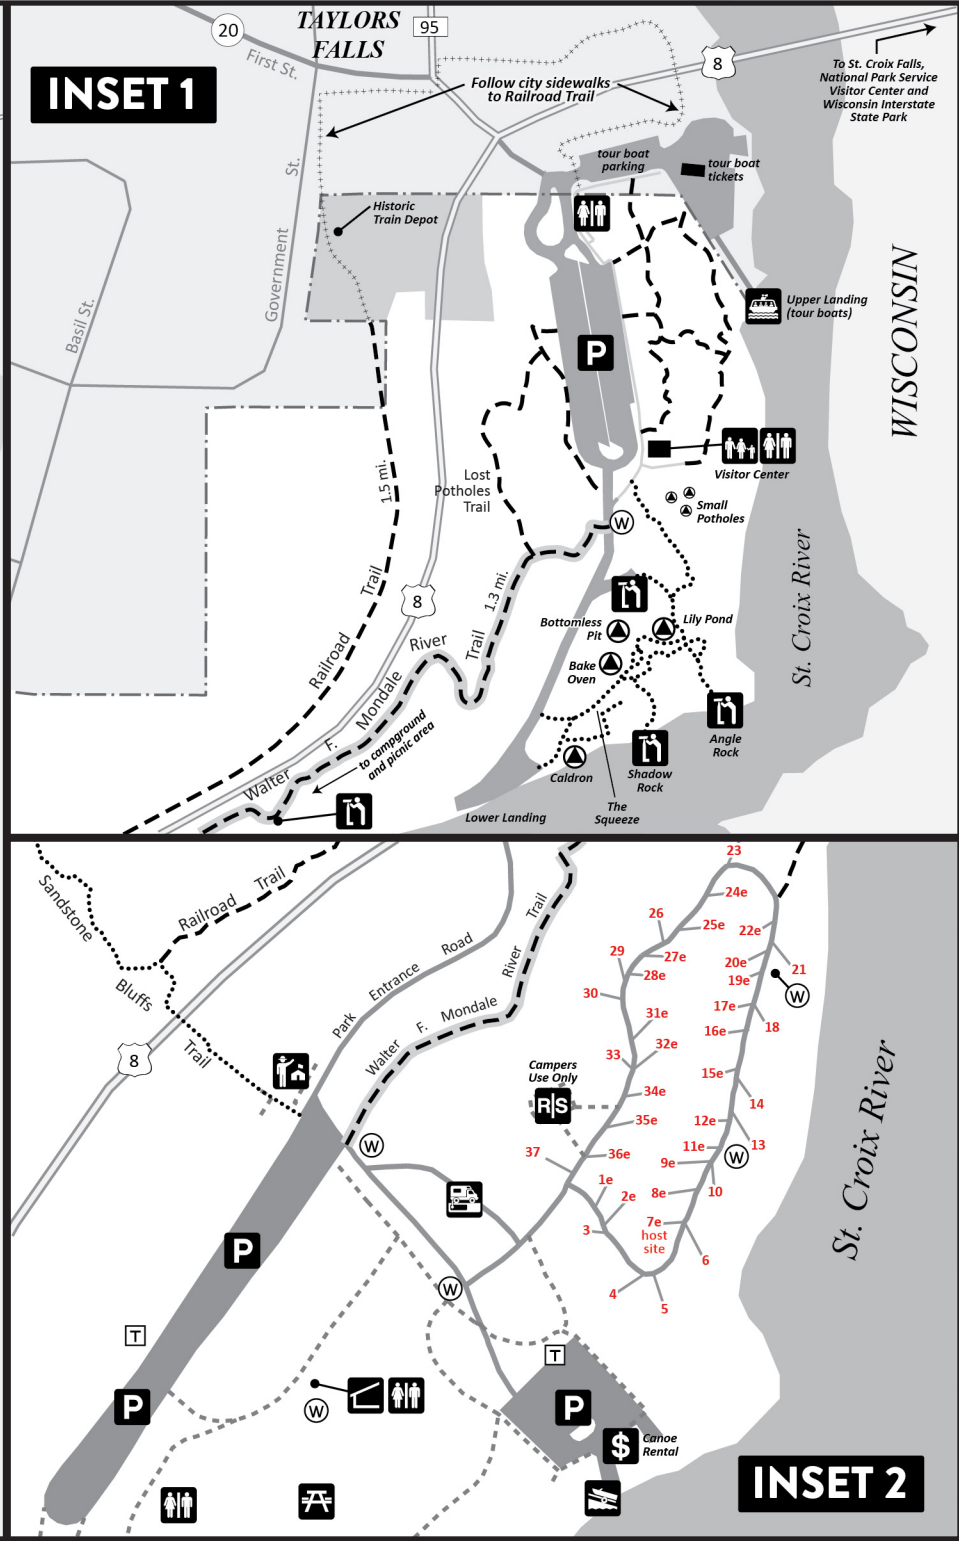 TAYLORS
FALLS
20
95
First St.
8
INSET 1
Follow city sidewalks
to Railroad Trail
To St. Croix Falls,
National Park Service
Visitor Center and
Wisconsin Interstate
State Park
tour boat
parking
tour boat
tickets
St.
Government
Historic
Train Depot
Basil St.
WISCONSIN
Upper Landing
(tour boats)
P
Visitor Center
Lost
Potholes
Trail
1.5 mi.
Small
Potholes
W
Trail
Railroad
8
1.3 mi.
St. Croix River
Bottomless
Pit
Lily Pond
Bake
Oven
Walter
F.
Mondale
River
Trail
to campground
and picnic area
Angle
Rock
Shadow
Rock
Caldron
The
Squeeze
Lower Landing
Sandstone
Bluffs
Trail
Railroad
Trail
8
Park
Entrance
Road
Walter
F.
Mondale
River
Trail
23
24e
26
25e
22e
29
27e
20e
21
28e
19e
W
30
17e
31e
18
16e
32e
33
15e
Campers
Use Only
R|S
34e
14
35e
12e
13
W
37
36e
11e
9e
W
1e
8e
10
2e
3
7e
host
site
6
4
5
St. Croix River
P
W
T
T
P
W
P
$
Canoe
Rental
INSET 2